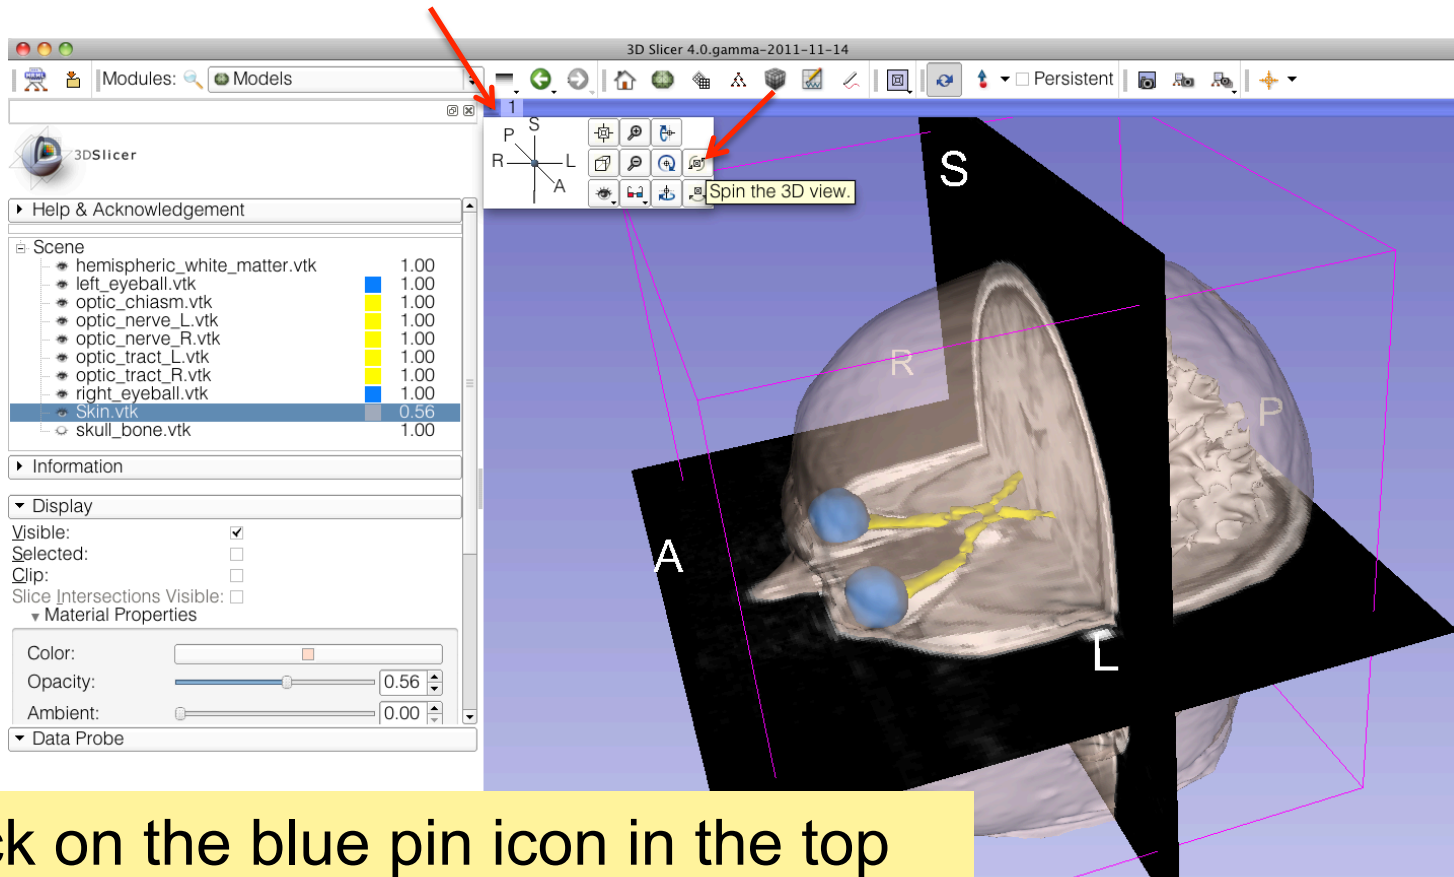 3D Slicer 4.0.gamma-2011-11-14
Modules: Models Persistent
1
S
P
R L
A
Spin the 3D view.
3DSlicer
Help & Acknowledgement
Scene
hemispheric_white_matter.vtk 1.00
left_eyeball.vtk 1.00
optic_chiasm.vtk 1.00
optic_nerve_L.vtk 1.00
optic_nerve_R.vtk 1.00
optic_tract_L.vtk 1.00
optic_tract_R.vtk 1.00
right_eyeball.vtk 1.00
Skin.vtk 0.56
skull_bone.vtk 1.00
Information
Display
Visible:
Selected:
Clip:
Slice Intersections Visible:
Material Properties
Color:
Opacity: 0.56
Ambient: 0.00
Data Probe
S
R
P
A
L
ck on the blue pin icon in the top